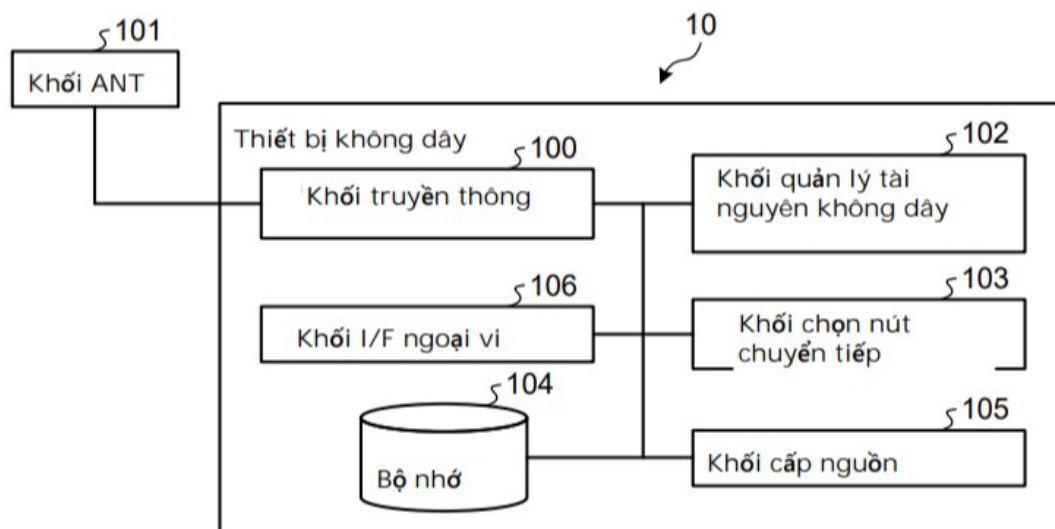 101
10
Khối ANT
Thiết bị không dây
100
102
Khối truyền thông
Khối quản lý tài
nguyên không dây
106
103
Khối I/F ngoại vi
Khối chọn nút
chuyển tiếp
104
105
Bộ nhớ
Khối cấp nguồn